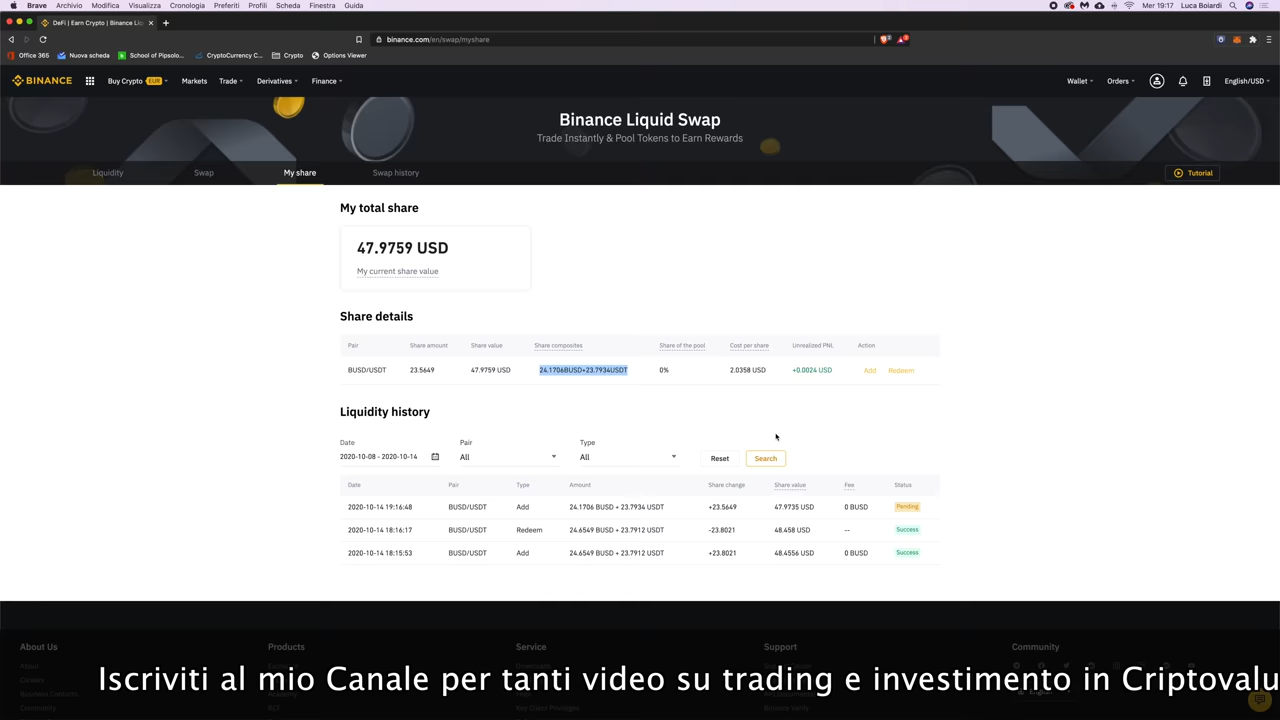 Brave Archivio Modifica Visualizza Cronologia Preferiti Profili Scheda Finestra Guida Mer 19:17 Luca Boiardi
DeFi | Earn Crypto | Binance Liq
binance.com/en/swap/myshare
Office 365 Nuova scheda School of Pipsolo... CryptoCurrency C... Crypto Options Viewer
BINANCE Buy Crypto EUR Markets Trade Derivatives Finance Wallet Orders English/USD
Binance Liquid Swap
Trade Instantly & Pool Tokens to Earn Rewards
Liquidity Swap My share Swap history Tutorial
My total share
47.9759 USD
My current share value
Share details
Pair Share amount Share value Share composites Share of the pool Cost per share Unrealized PNL Action
BUSD/USDT 23.5649 47.9759 USD 24.1706BUSD+23.7934USDT 0% 2.0358 USD +0.0024 USD Add Redeem
Liquidity history
Date Pair Type
2020-10-08 - 2020-10-14 All All Reset Search
Date Pair Type Amount Share change Share value Fee Status
2020-10-14 19:16:48 BUSD/USDT Add 24.1706 BUSD + 23.7934 USDT +23.5649 47.9735 USD 0 BUSD Pending
2020-10-14 18:16:17 BUSD/USDT Redeem 24.6549 BUSD + 23.7912 USDT -23.8021 48.458 USD -- Success
2020-10-14 18:15:53 BUSD/USDT Add 24.6549 BUSD + 23.7912 USDT +23.8021 48.4556 USD 0 BUSD Success
About Us Products Service Support Community
Iscriviti al mio Canale per tanti video su trading e investimento in Criptovalu